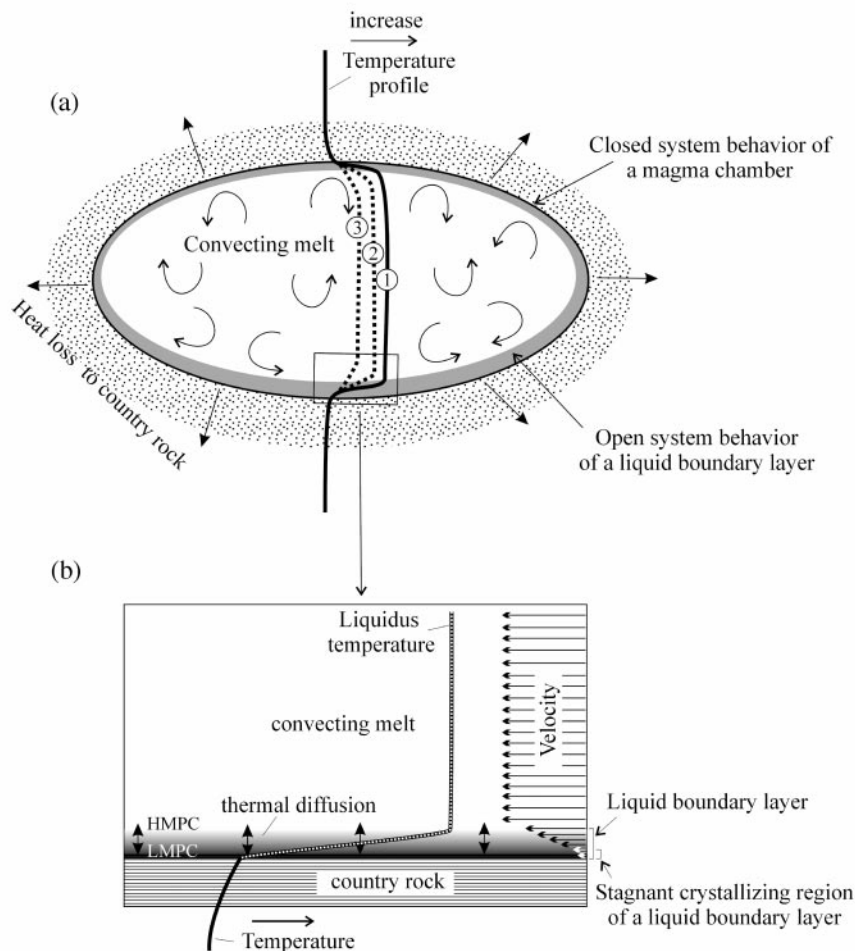 increase
Temperature
profile
(a)
Closed system behavior of
a magma chamber
Convecting melt
3
2
1
Heat loss to country rock
Open system behavior
of a liquid boundary layer
(b)
Liquidus
temperature
convecting melt
Velocity
thermal diffusion
HMPC
LMPC
Liquid boundary layer
country rock
Stagnant crystallizing region
of a liquid boundary layer
Temperature